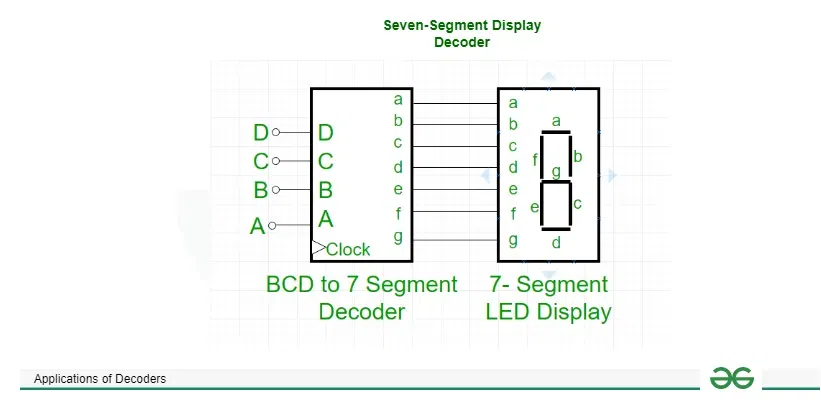 Seven-Segment Display
Decoder
a a
D D b b a
C C c c f b
d d g
B B e e e c
A A f f
g g d
Clock
BCD to 7 Segment 7- Segment
Decoder LED Display
Applications of Decoders